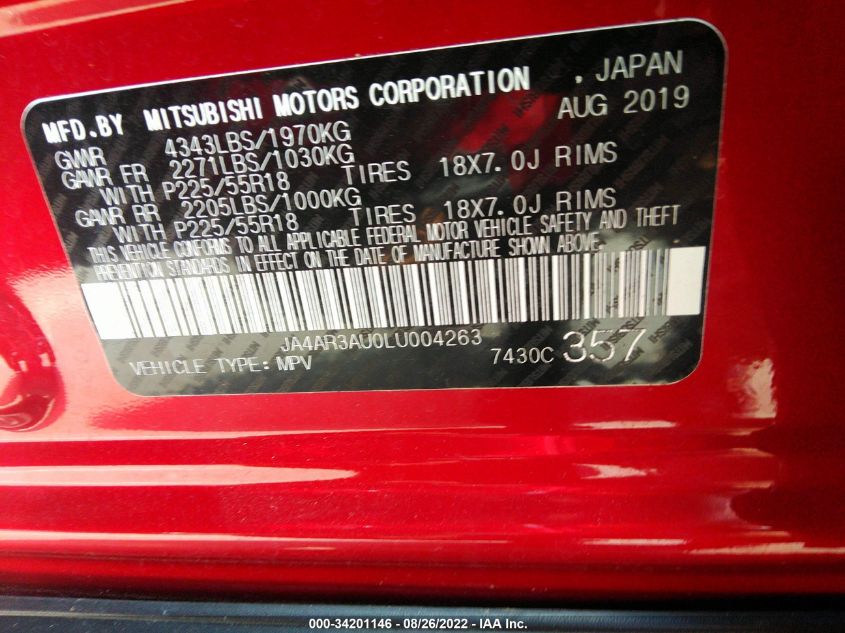 MFD.BY MITSUBISHI MOTORS CORPORATION , JAPAN
GVWR 4343LBS/1970KG AUG 2019
GAWR FR 2271LBS/1030KG
WITH P225/55R18 TIRES 18X7.0J RIMS
GAWR RR 2205LBS/1000KG
WITH P225/55R18 TIRES 18X7.0J RIMS
THIS VEHICLE CONFORMS TO ALL APPLICABLE FEDERAL MOTOR VEHICLE SAFETY AND THEFT
PREVENTION STANDARDS IN EFFECT ON THE DATE OF MANUFACTURE SHOWN ABOVE.
JA4AR3AU0LU004263
VEHICLE TYPE: MPV 7430C 357
000-34201146 - 08/26/2022 - IAA Inc.